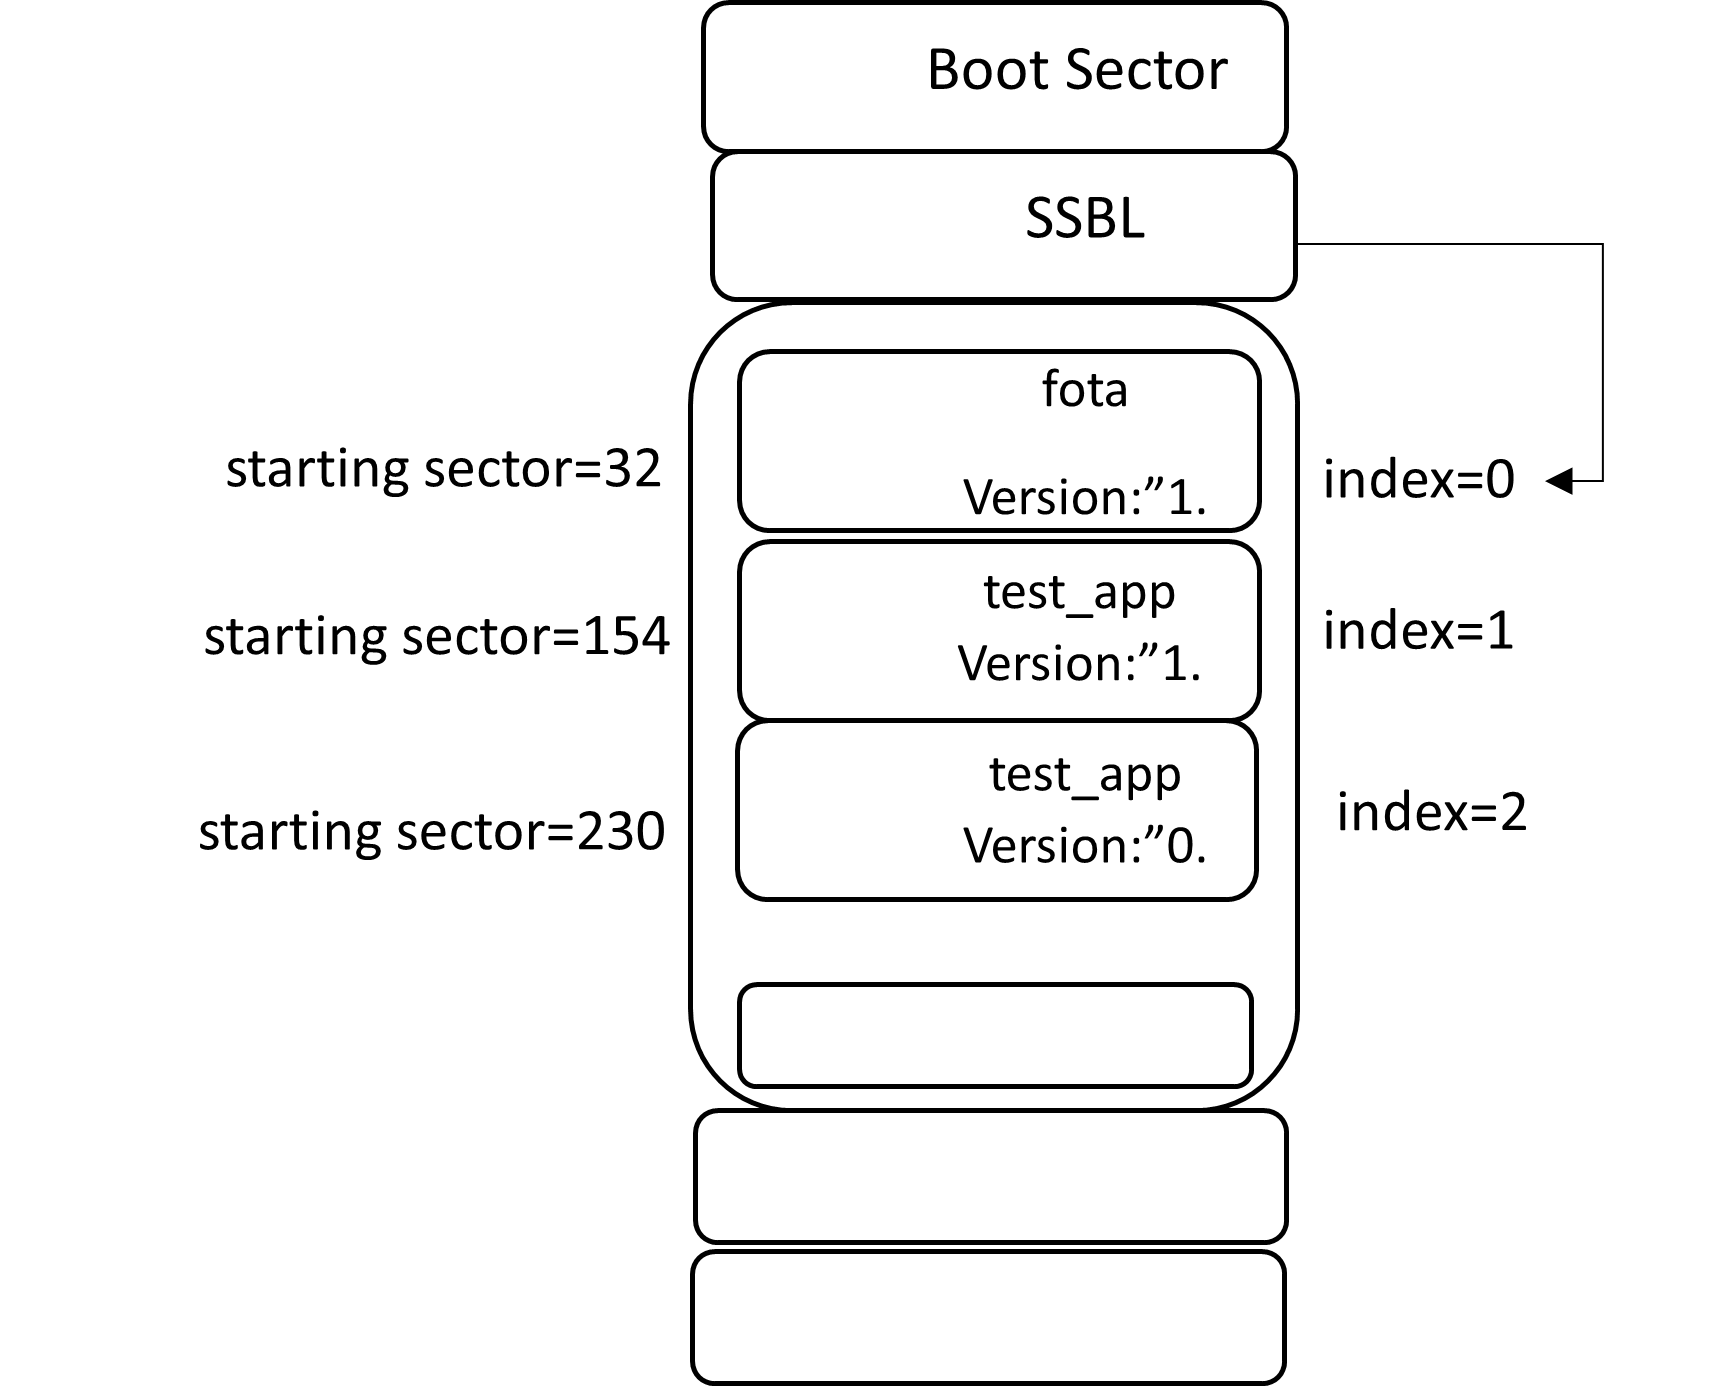 Boot Sector
SSBL
fota
starting sector=32
index=0
Version:”1.
test_app
starting sector=154
index=1
Version:”1.
test_app
Version:”0.
starting sector=230
index=2